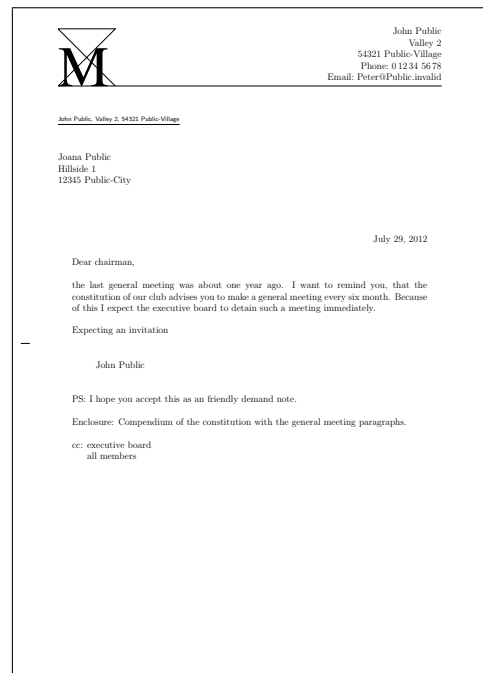 M
John Public
Valley 2
54321 Public-Village
Phone: 0 12 34 56 78
Email: Peter@Public.invalid
John Public, Valley 2, 54321 Public-Village
Joana Public
Hillside 1
12345 Public-City
July 29, 2012
Dear chairman,
the last general meeting was about one year ago. I want to remind you, that the
constitution of our club advises you to make a general meeting every six month. Because
of this I expect the executive board to detain such a meeting immediately.
Expecting an invitation
John Public
PS: I hope you accept this as an friendly demand note.
Enclosure: Compendium of the constitution with the general meeting paragraphs.
cc: executive board
all members